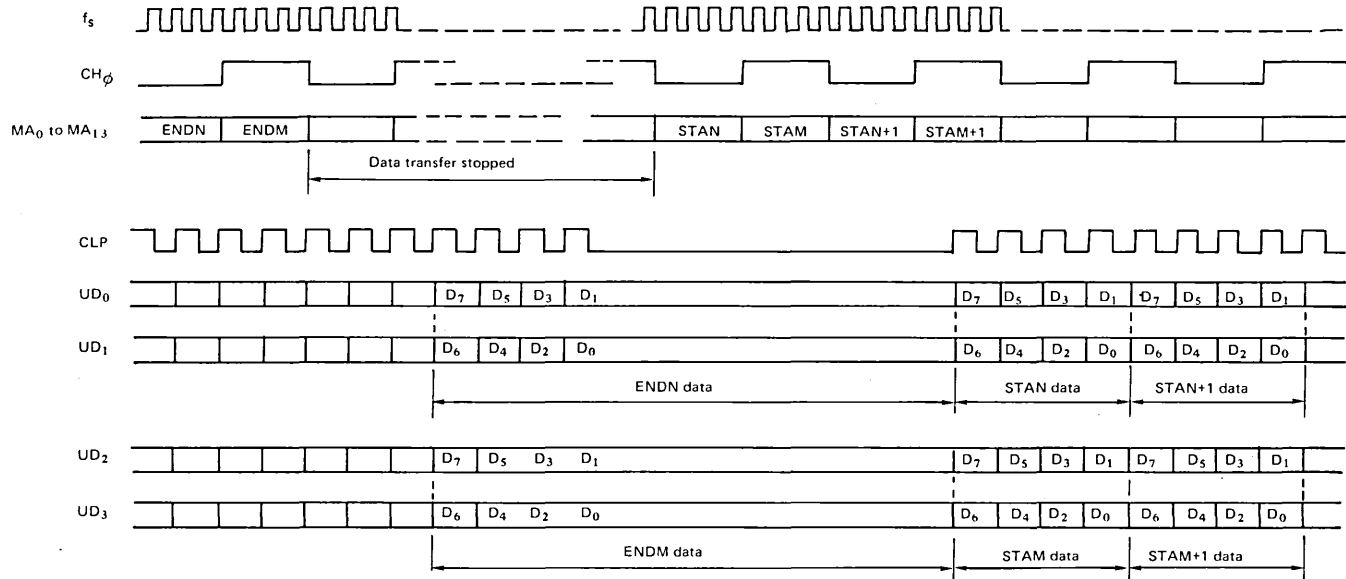 fs
CHφ
MA0 to MA13 ENDN ENDM STAN STAM STAN+1 STAM+1
Data transfer stopped
CLP
UD0 D7 D5 D3 D1 D7 D5 D3 D1 D7 D5 D3 D1
UD1 D6 D4 D2 D0 D6 D4 D2 D0 D6 D4 D2 D0
ENDN data STAN data STAN+1 data
UD2 D7 D5 D3 D1 D7 D5 D3 D1 D7 D5 D3 D1
UD3 D6 D4 D2 D0 D6 D4 D2 D0 D6 D4 D2 D0
ENDM data STAM data STAM+1 data